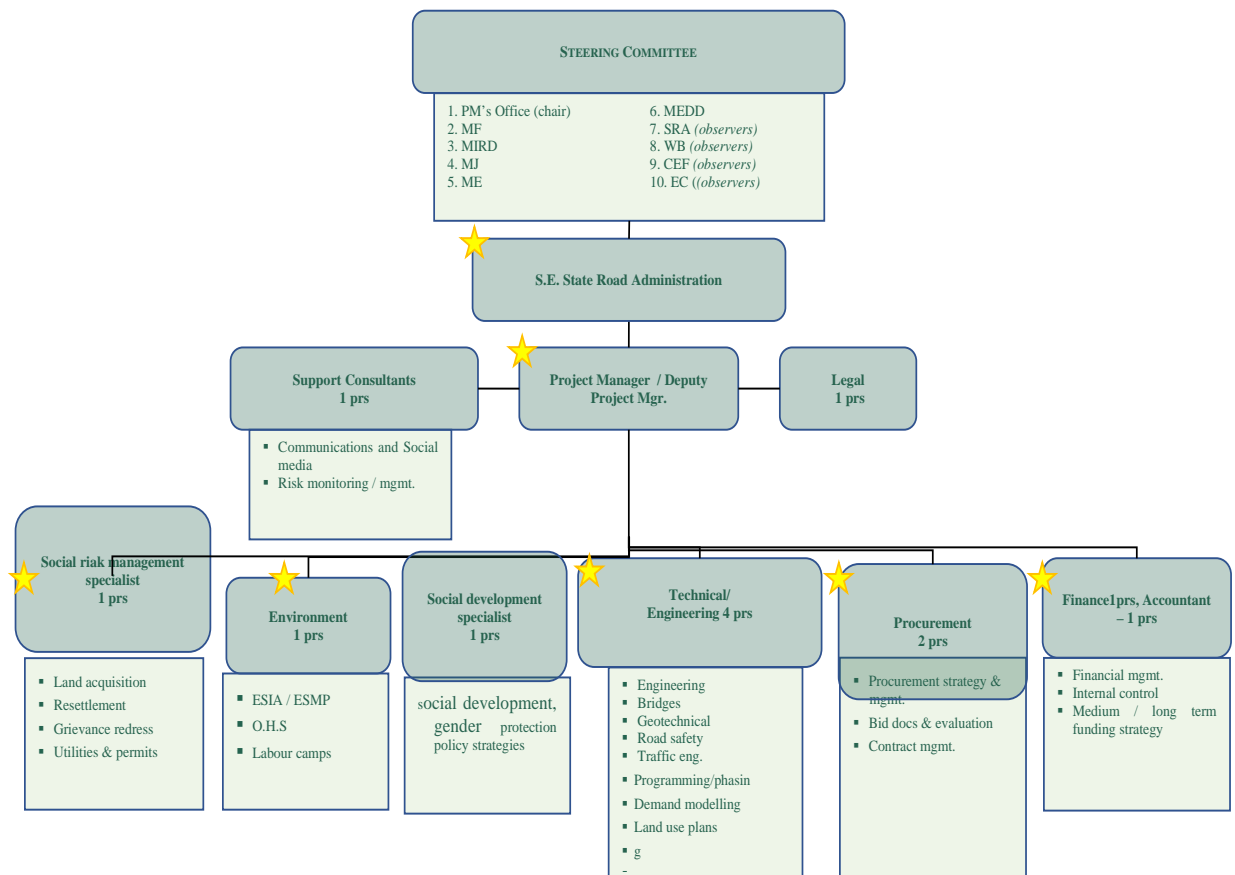 STEERING COMMITTEE
1. PM’s Office (chair)
2. MF
3. MIRD
4. MJ
5. ME
6. MEDD
7. SRA (observers)
8. WB (observers)
9. CEF (observers)
10. EC ((observers)
S.E. State Road Administration
Support Consultants
1 prs
Project Manager / Deputy
Project Mgr.
Legal
1 prs
▪ Communications and Social
media
▪ Risk monitoring / mgmt.
Social risk management
specialist
1 prs
▪ Land acquisition
▪ Resettlement
▪ Grievance redress
▪ Utilities & permits
Environment
1 prs
▪ ESIA / ESMP
▪ O.H.S
▪ Labour camps
Social development
specialist
1 prs
social development,
gender protection
policy strategies
Technical/
Engineering 4 prs
▪ Engineering
▪ Bridges
▪ Geotechnical
▪ Road safety
▪ Traffic eng.
▪ Programming/phasin
▪ Demand modelling
▪ Land use plans
▪ g
-
Procurement
2 prs
▪ Procurement strategy &
mgmt.
▪ Bid docs & evaluation
▪ Contract mgmt.
Finance1prs, Accountant
– 1 prs
▪ Financial mgmt.
▪ Internal control
▪ Medium / long term
funding strategy